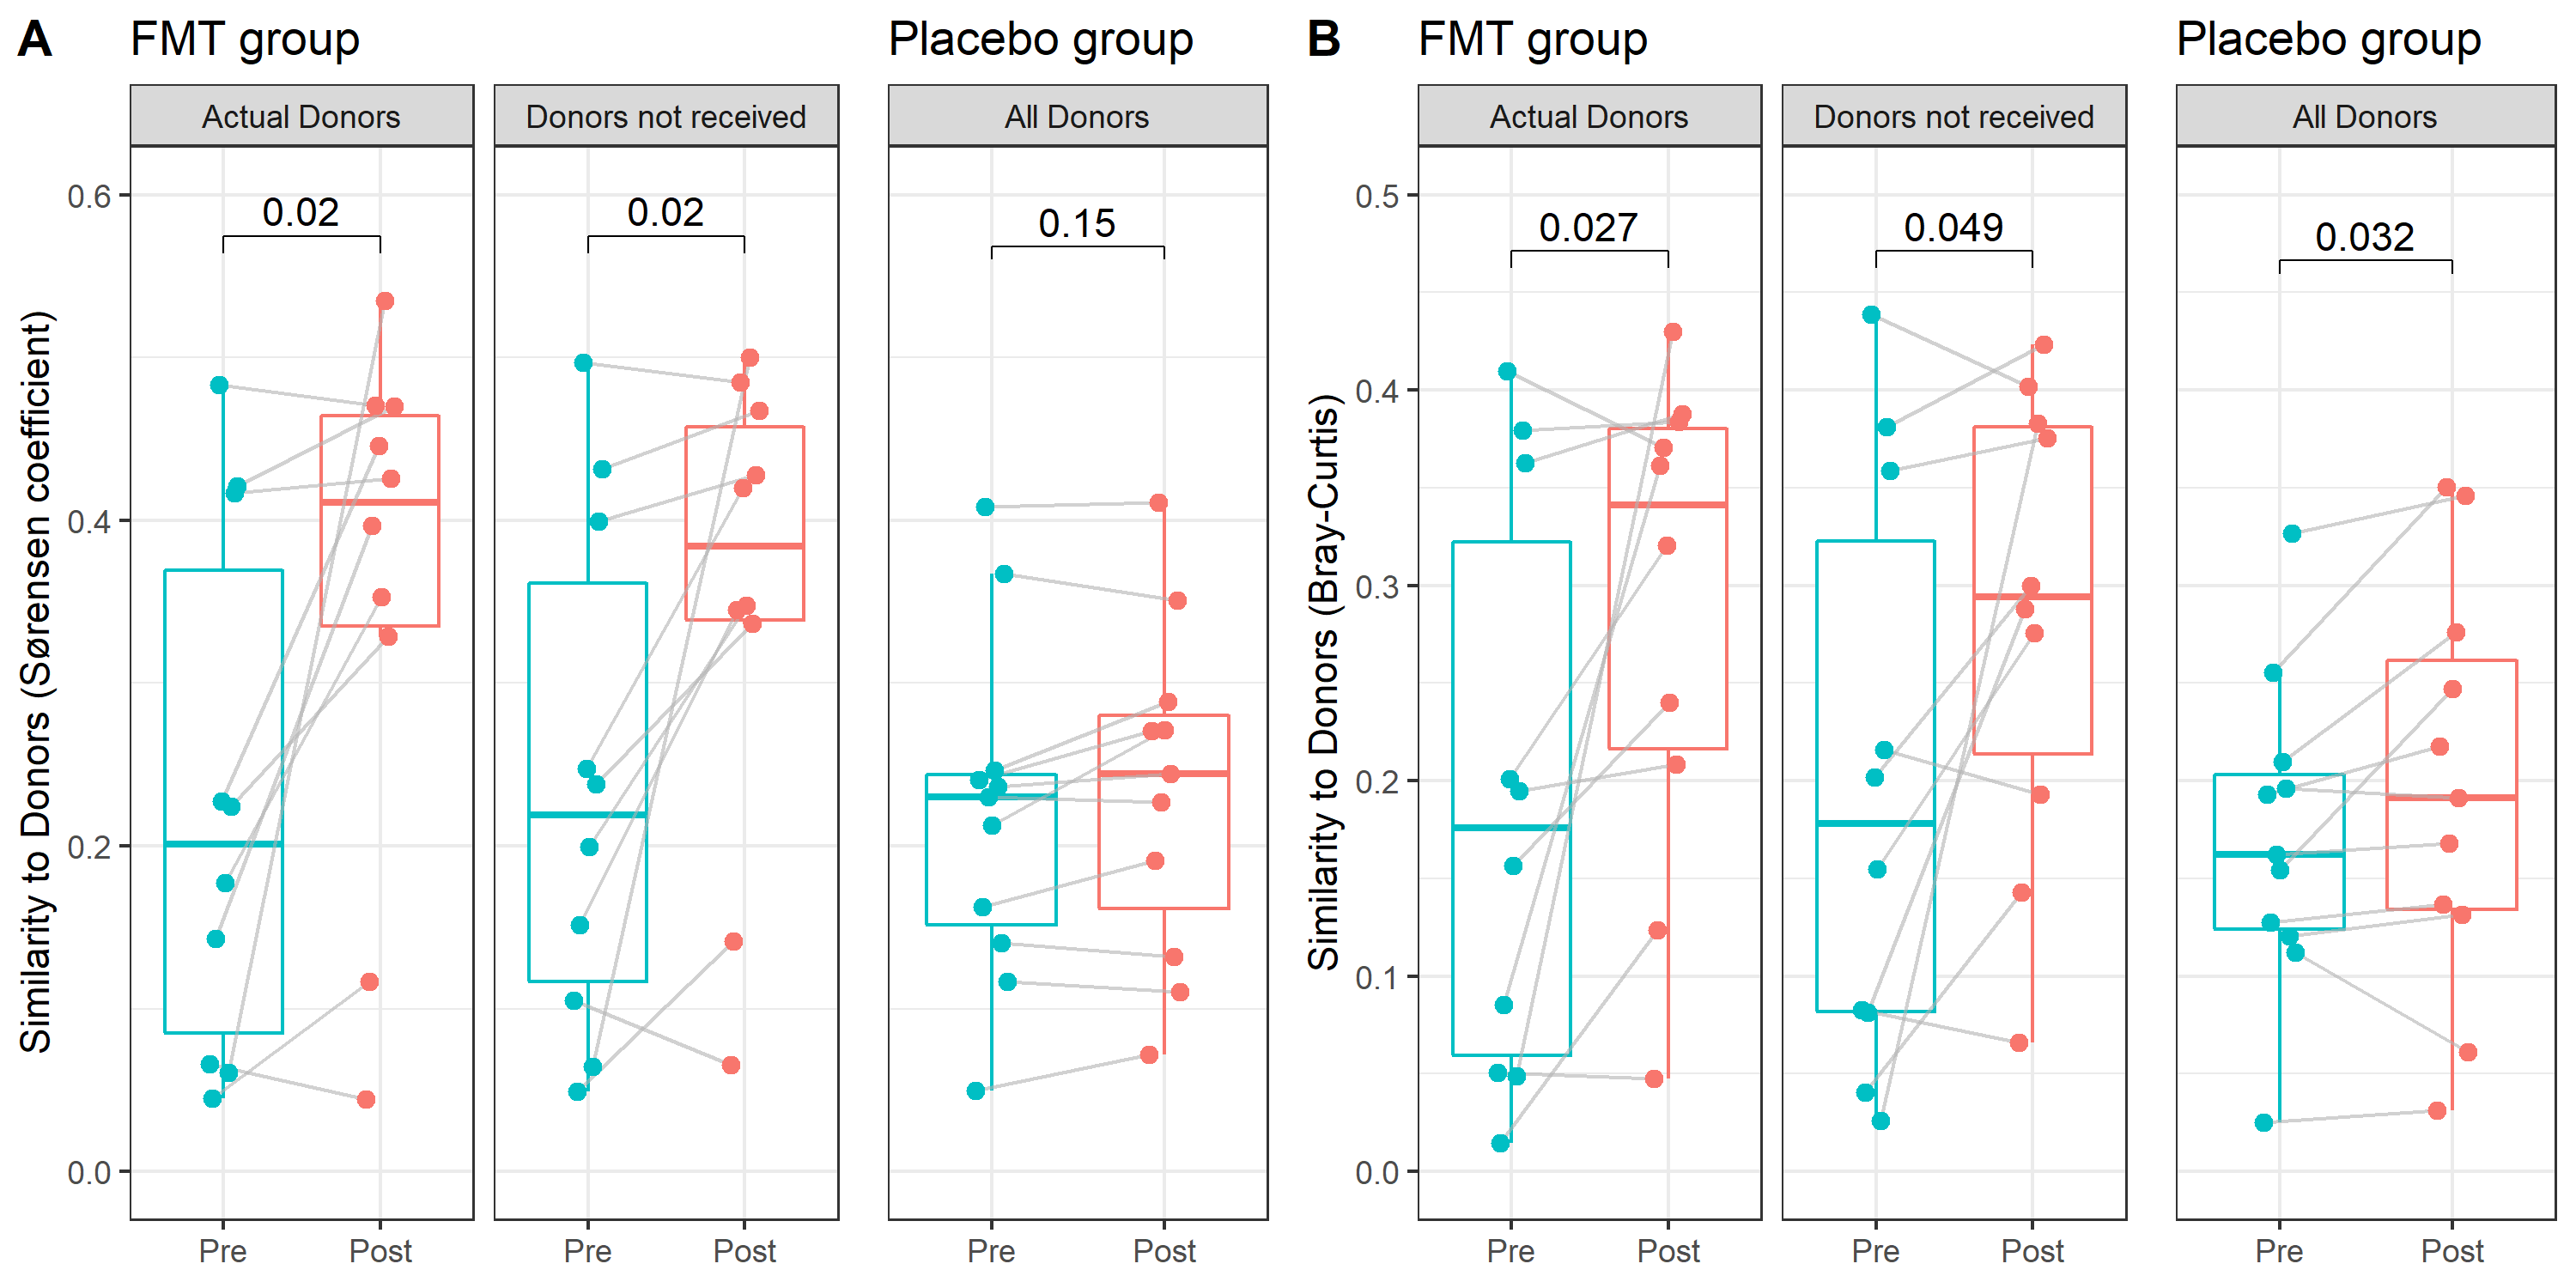 A FMT group Placebo group B FMT group Placebo group
Actual Donors Donors not received All Donors Actual Donors Donors not received All Donors
Similarity to Donors (Sørensen coefficient)
0.6
0.4
0.2
0.0
0.02 0.02 0.15
Pre Post Pre Post Pre Post
Similarity to Donors (Bray-Curtis)
0.5
0.4
0.3
0.2
0.1
0.0
0.027 0.049 0.032
Pre Post Pre Post Pre Post